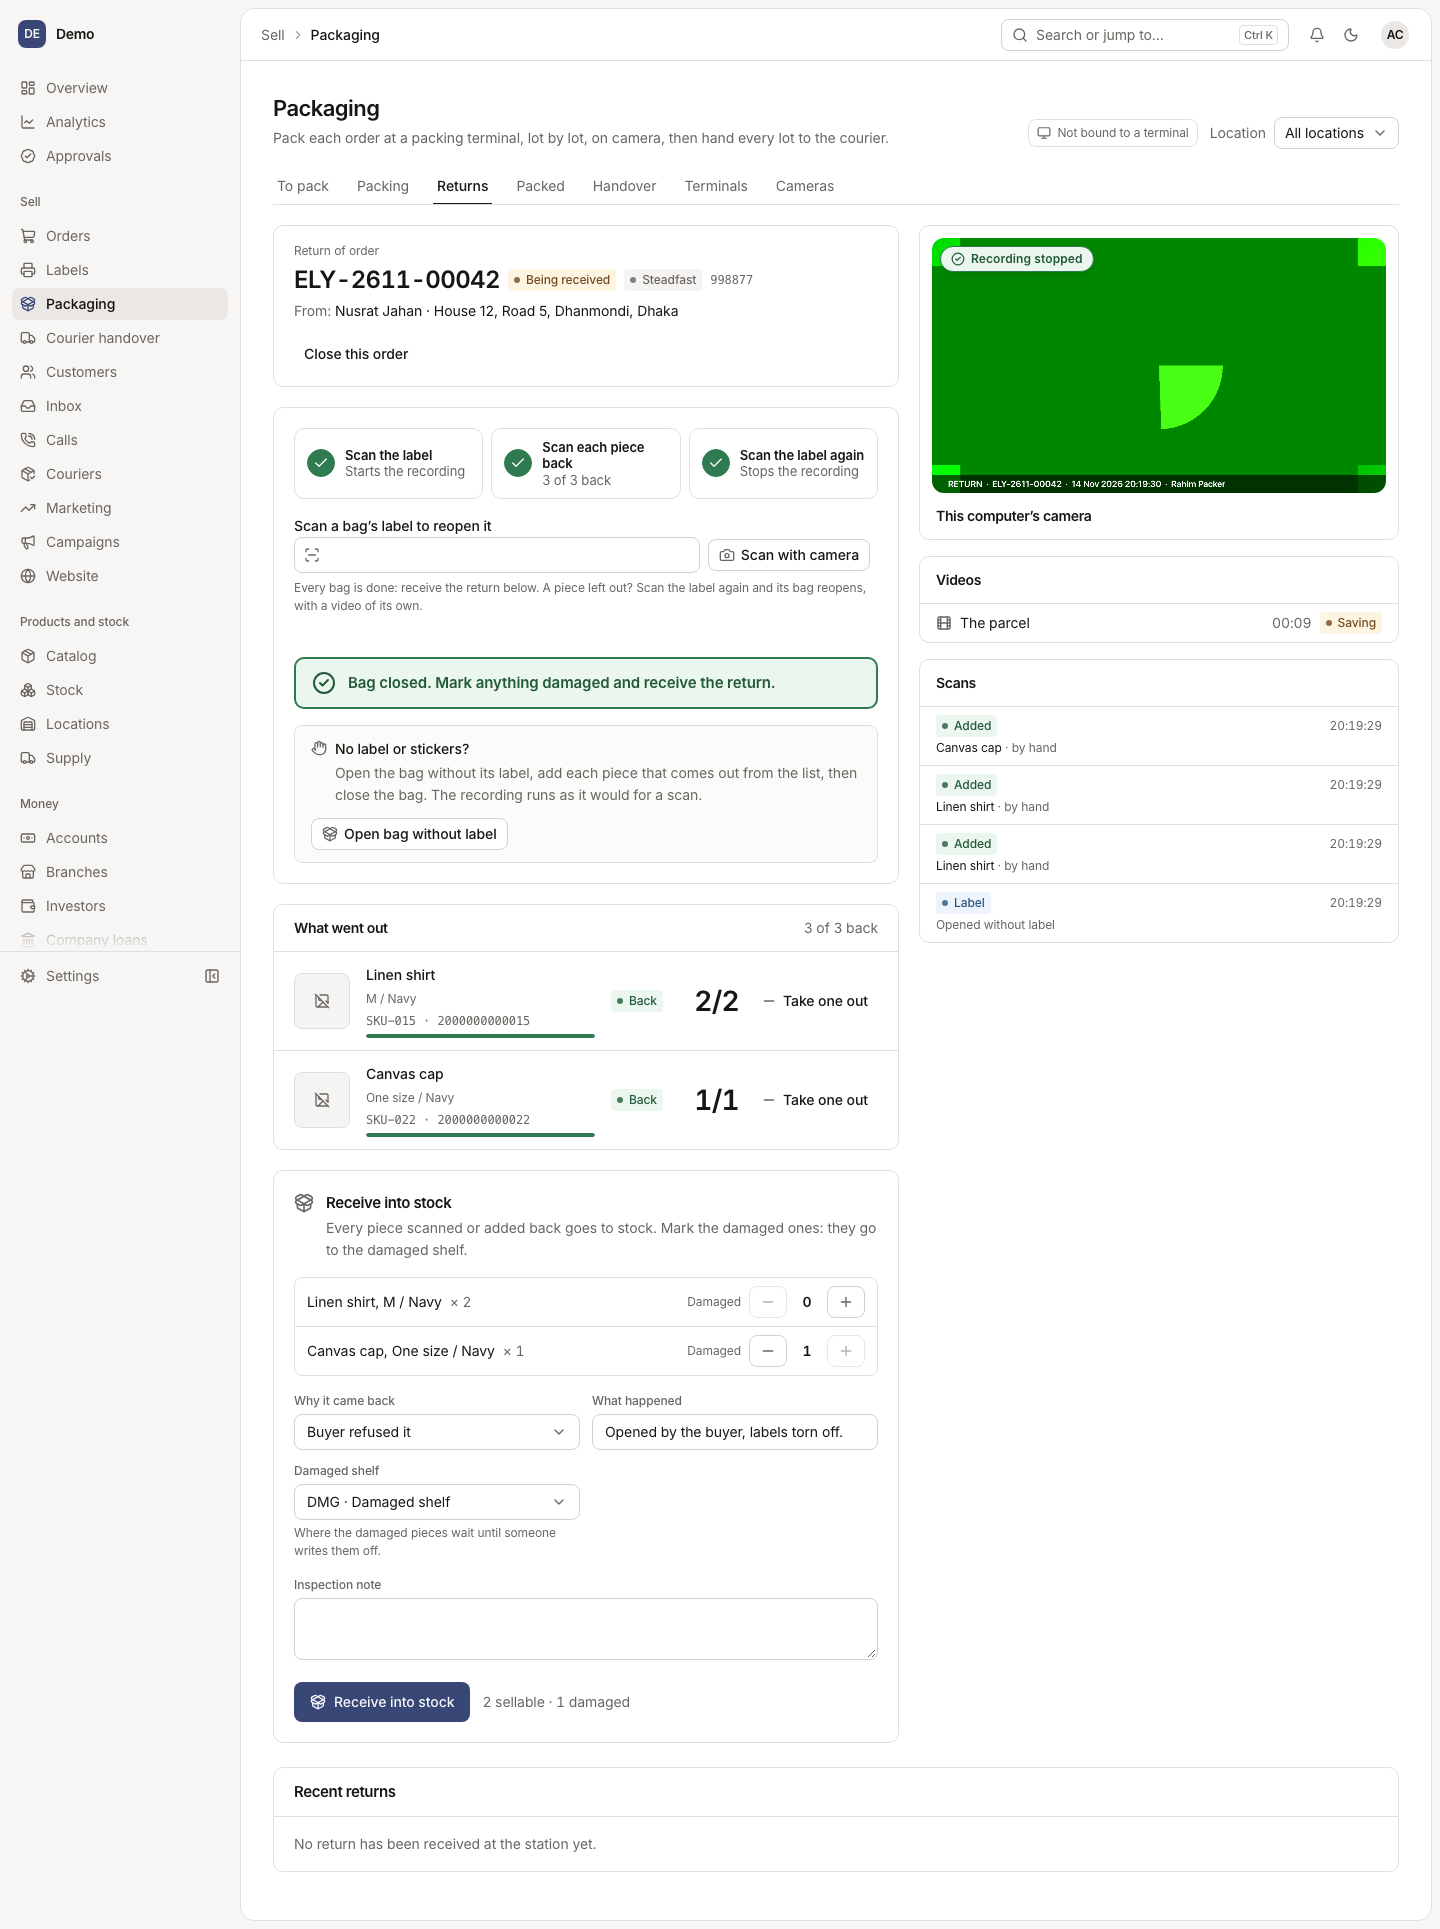 DE Demo
Overview
Analytics
Approvals
Sell
Orders
Labels
Packaging
Courier handover
Customers
Inbox
Calls
Couriers
Marketing
Campaigns
Website
Products and stock
Catalog
Stock
Locations
Supply
Money
Accounts
Branches
Investors
Company loans
Settings
Sell > Packaging
Search or jump to...
Ctrl K
AC
Packaging
Pack each order at a packing terminal, lot by lot, on camera, then hand every lot to the courier.
Not bound to a terminal
Location
All locations
To pack
Packing
Returns
Packed
Handover
Terminals
Cameras
Return of order
ELY-2611-00042
Being received
Steadfast
998877
From: Nusrat Jahan · House 12, Road 5, Dhanmondi, Dhaka
Close this order
Scan the label
Starts the recording
Scan each piece
back
3 of 3 back
Scan the label again
Stops the recording
Scan a bag’s label to reopen it
Scan with camera
Every bag is done: receive the return below. A piece left out? Scan the label again and its bag reopens,
with a video of its own.
Bag closed. Mark anything damaged and receive the return.
No label or stickers?
Open the bag without its label, add each piece that comes out from the list, then
close the bag. The recording runs as it would for a scan.
Open bag without label
What went out
3 of 3 back
Linen shirt
M / Navy
SKU-015 · 2000000000015
Back
2/2
Take one out
Canvas cap
One size / Navy
SKU-022 · 2000000000022
Back
1/1
Take one out
Receive into stock
Every piece scanned or added back goes to stock. Mark the damaged ones: they go
to the damaged shelf.
Linen shirt, M / Navy × 2
Damaged
0
Canvas cap, One size / Navy × 1
Damaged
1
Why it came back
Buyer refused it
What happened
Opened by the buyer, labels torn off.
Damaged shelf
DMG · Damaged shelf
Where the damaged pieces wait until someone
writes them off.
Inspection note
Receive into stock
2 sellable · 1 damaged
Recording stopped
RETURN · ELY-2611-00042 · 14 Nov 2026 20:19:30 · Rahim Packer
This computer’s camera
Videos
The parcel
00:09
Saving
Scans
Added
20:19:29
Canvas cap · by hand
Added
20:19:29
Linen shirt · by hand
Added
20:19:29
Linen shirt · by hand
Label
20:19:29
Opened without label
Recent returns
No return has been received at the station yet.